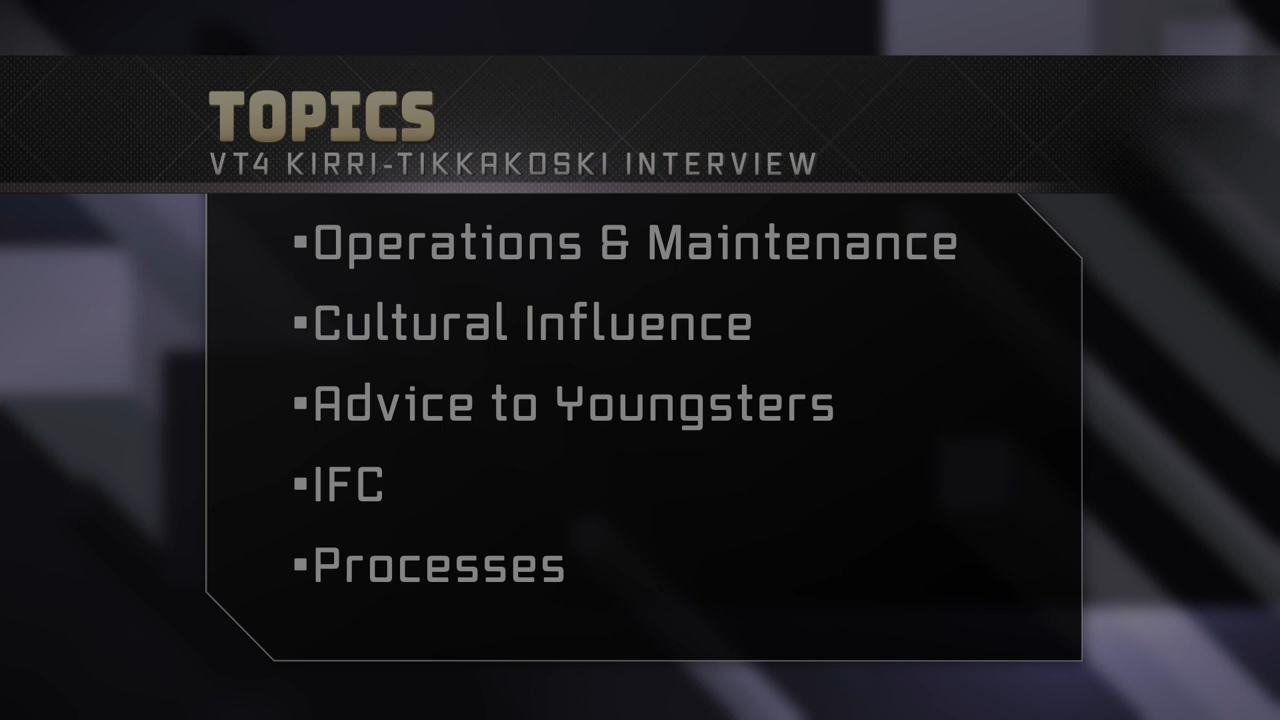 TOPICS
VT4 KIRRI-TIKKAKOSKI INTERVIEW
▪Operations & Maintenance
▪Cultural Influence
▪Advice to Youngsters
▪IFC
▪Processes